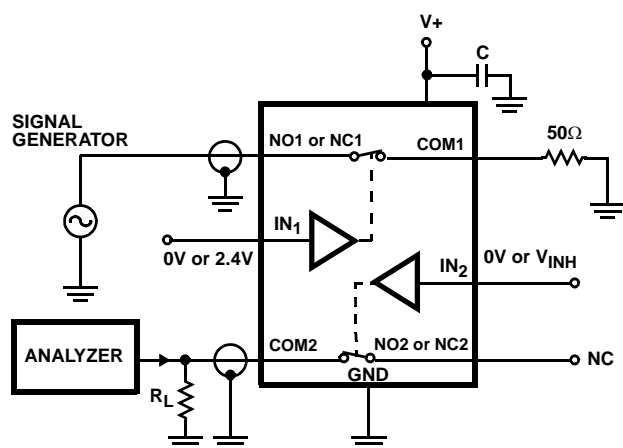 V+
C
SIGNAL
GENERATOR
NO1 or NC1
COM1
50Ω
IN1
0V or 2.4V
IN2
0V or VINH
ANALYZER
COM2
NO2 or NC2
NC
GND
RL